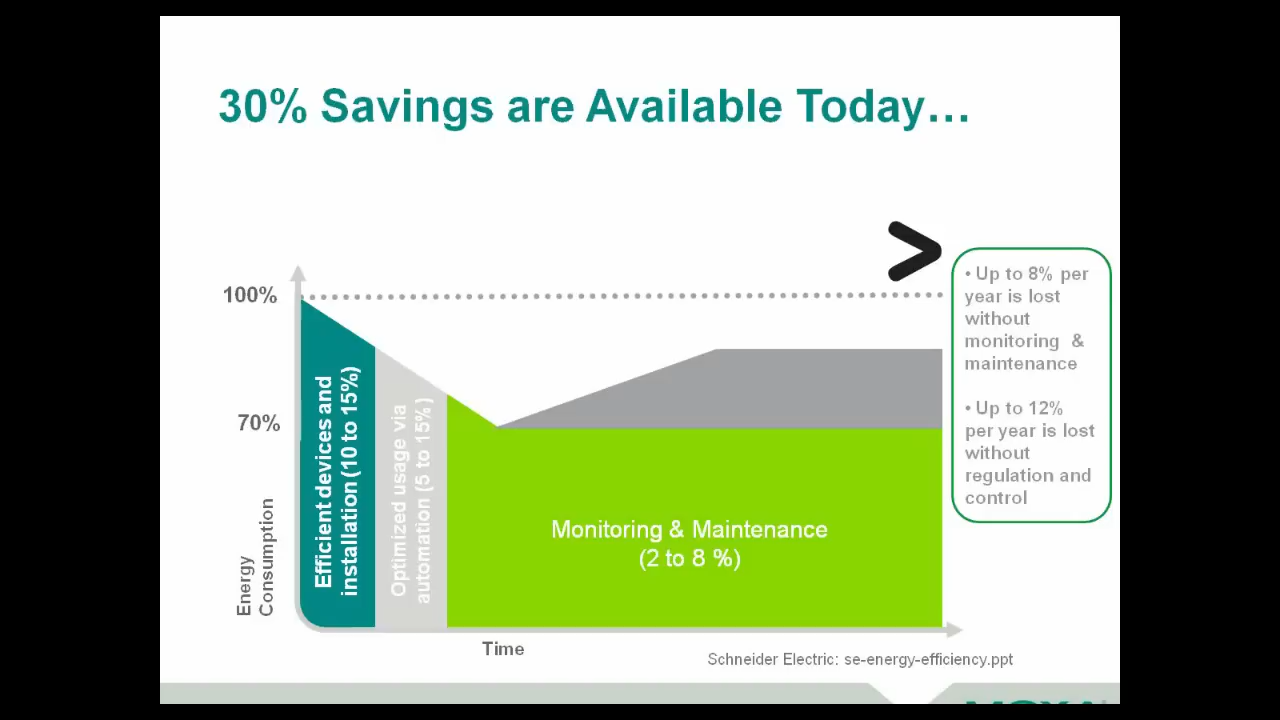 30% Savings are Available Today…
100%
70%
Energy
Consumption
Efficient devices and
installation (10 to 15%)
Optimized usage via
automation (5 to 15%)
Monitoring & Maintenance
(2 to 8 %)
• Up to 8% per
year is lost
without
monitoring &
maintenance
• Up to 12%
per year is lost
without
regulation and
control
Time
Schneider Electric: se-energy-efficiency.ppt